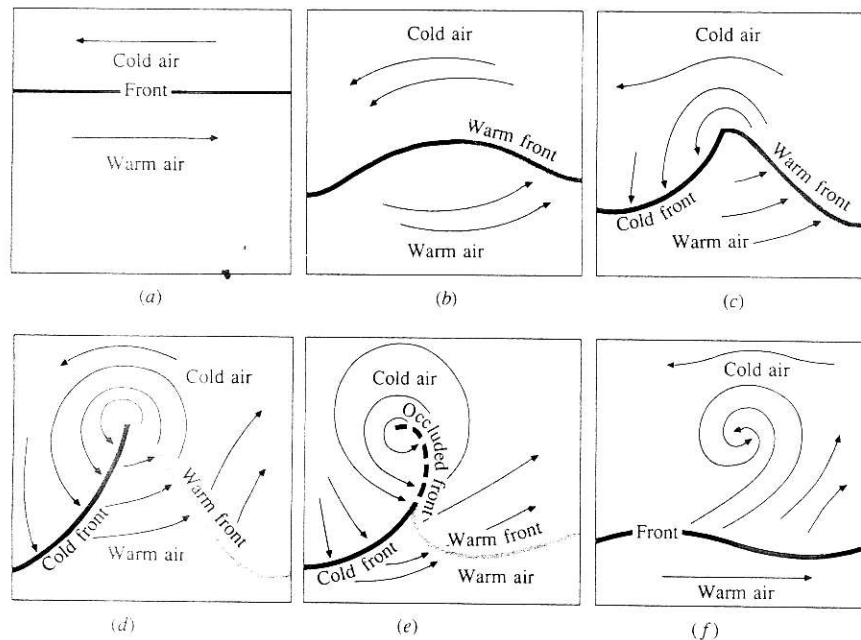 Cold air
Front
Warm air
(a)
Cold air
Warm front
Warm air
(b)
Cold air
Warm front
Cold front
Warm air
(c)
Cold air
Cold front
Warm front
Warm air
(d)
Cold air
Occluded front
Cold front
Warm front
Warm air
(e)
Cold air
Front
Warm air
(f)